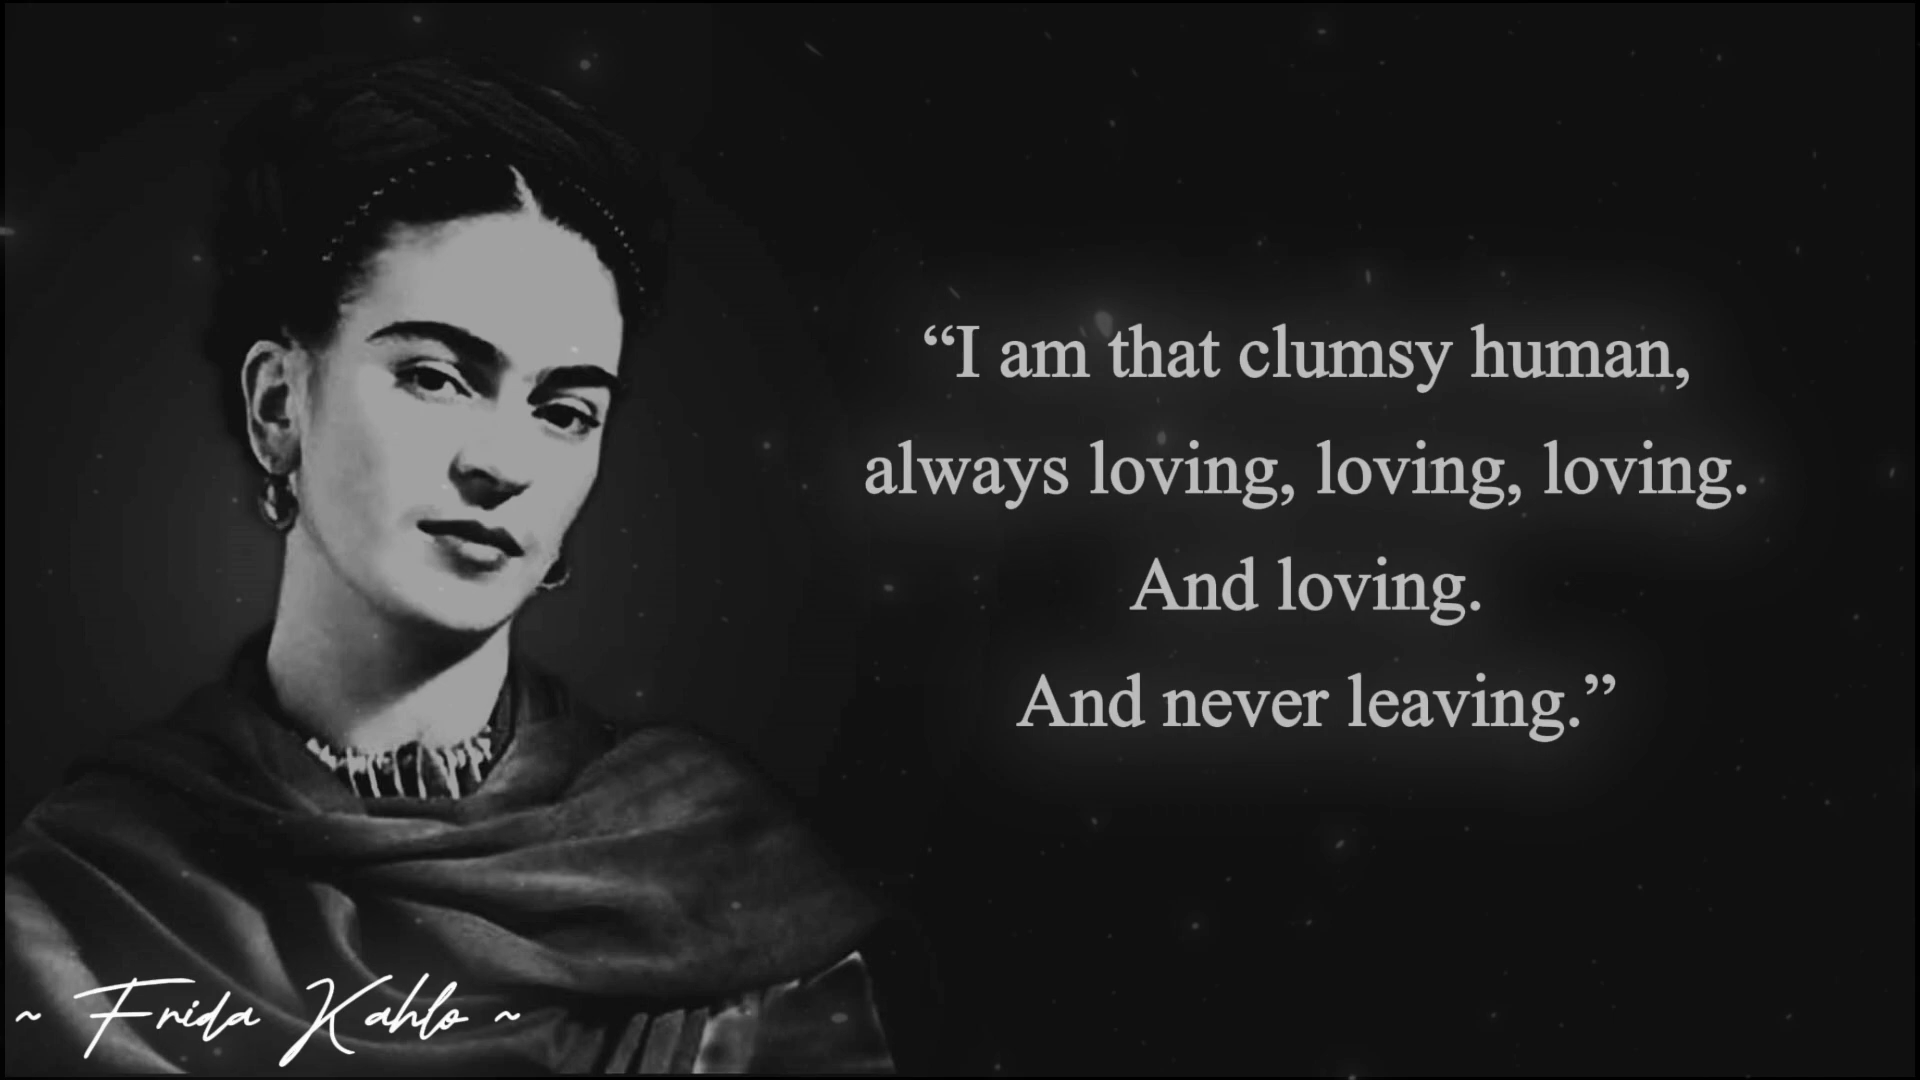 “I am that clumsy human,
always loving, loving, loving.
And loving.
And never leaving.”
~ Frida Kahlo ~